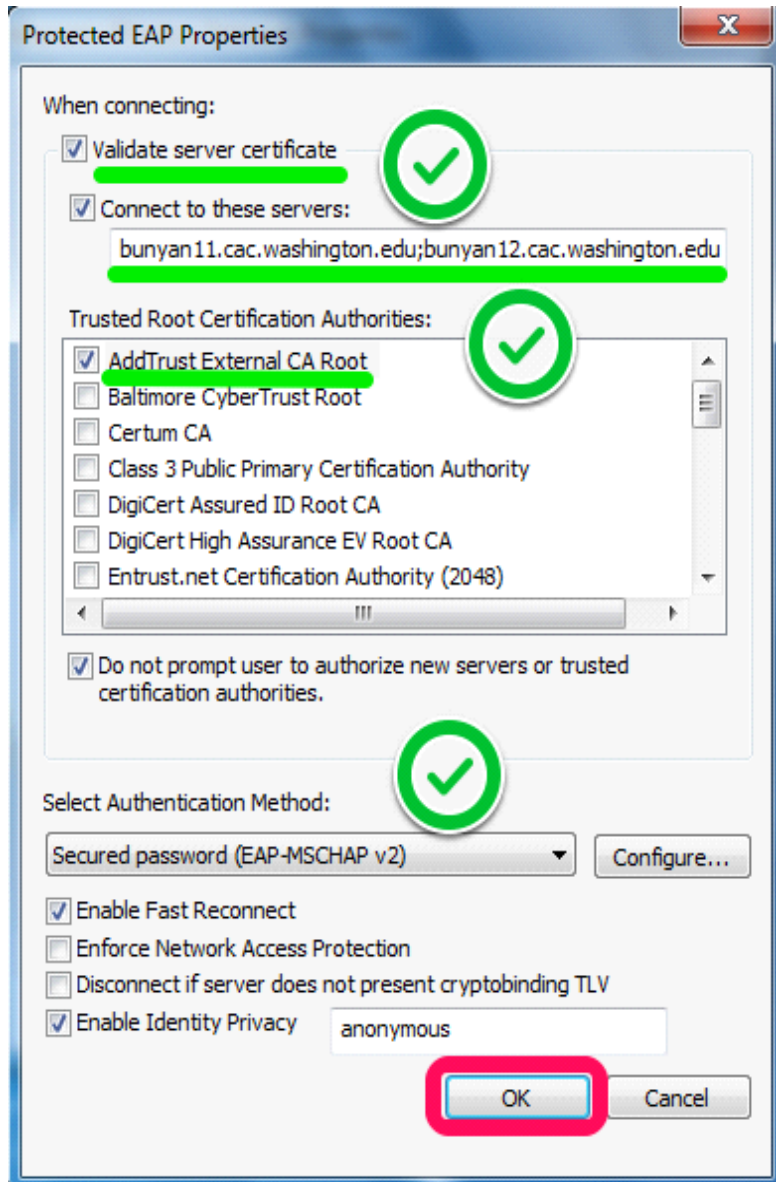 Protected EAP Properties
When connecting:
Validate server certificate
Connect to these servers:
bunyan11.cac.washington.edu;bunyan12.cac.washington.edu
Trusted Root Certification Authorities:
AddTrust External CA Root
Baltimore CyberTrust Root
Certum CA
Class 3 Public Primary Certification Authority
DigiCert Assured ID Root CA
DigiCert High Assurance EV Root CA
Entrust.net Certification Authority (2048)
Do not prompt user to authorize new servers or trusted
certification authorities.
Select Authentication Method:
Secured password (EAP-MSCHAP v2)
Configure...
Enable Fast Reconnect
Enforce Network Access Protection
Disconnect if server does not present cryptobinding TLV
Enable Identity Privacy
anonymous
OK
Cancel